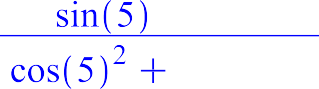 sin(5)
cos(5)² +